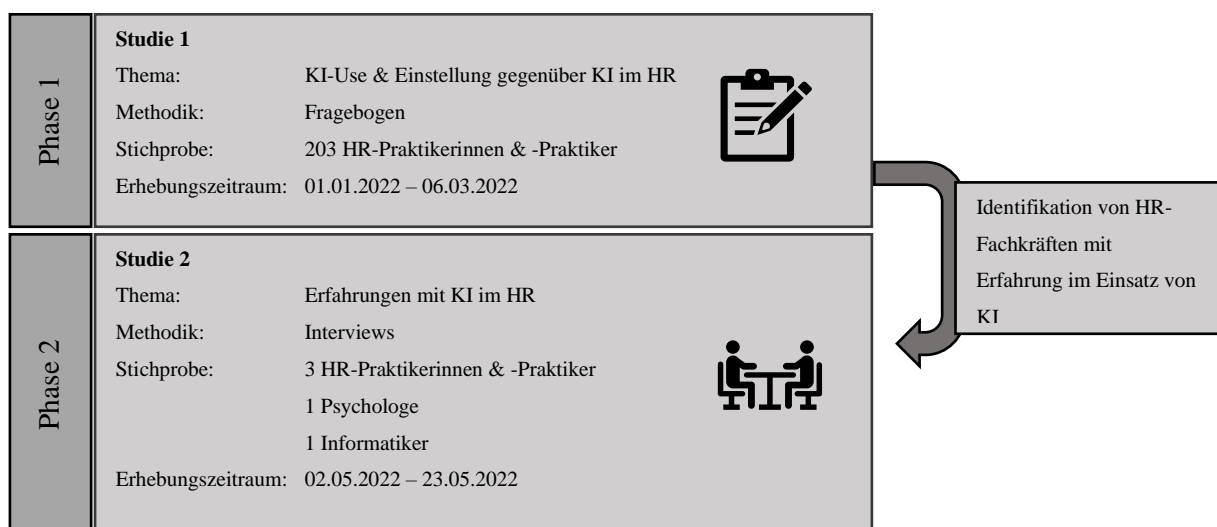 Phase 1
Studie 1
Thema: KI-Use & Einstellung gegenüber KI im HR
Methodik: Fragebogen
Stichprobe: 203 HR-Praktikerinnen & -Praktiker
Erhebungszeitraum: 01.01.2022 – 06.03.2022
Identifikation von HR-
Fachkräften mit
Erfahrung im Einsatz von
KI
Phase 2
Studie 2
Thema: Erfahrungen mit KI im HR
Methodik: Interviews
Stichprobe: 3 HR-Praktikerinnen & -Praktiker
1 Psychologe
1 Informatiker
Erhebungszeitraum: 02.05.2022 – 23.05.2022